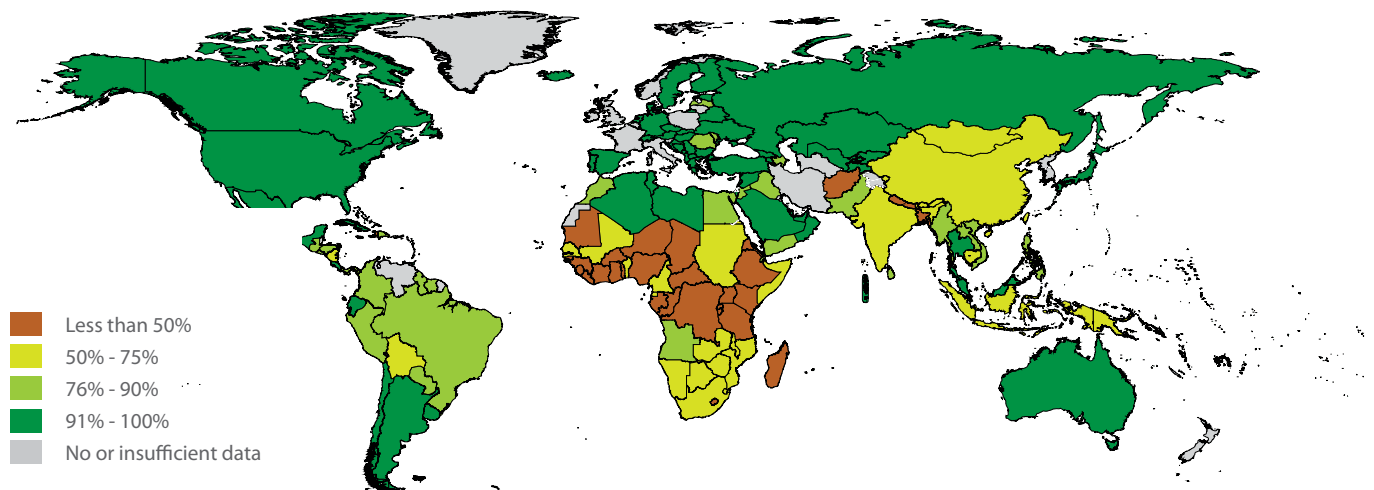 Less than 50%
50% - 75%
76% - 90%
91% - 100%
No or insufficient data